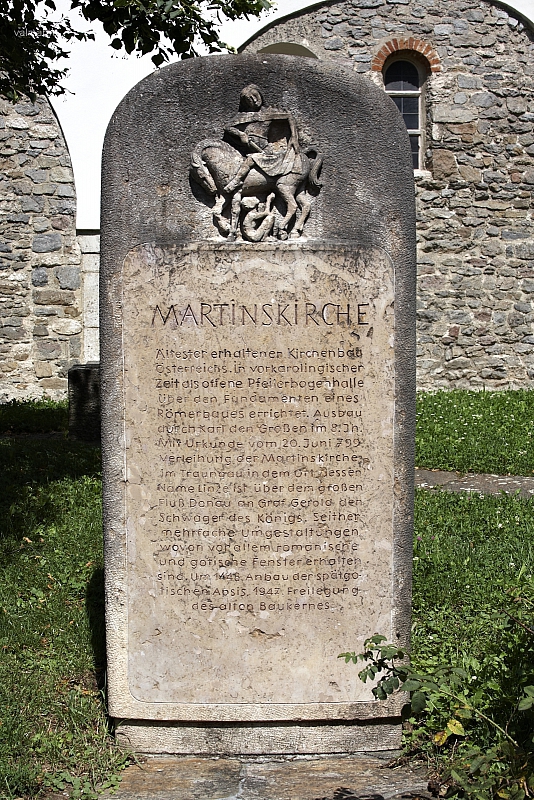 MARTINSKIRCHE
Ältester erhaltener Kirchenbau
Österreichs, in vorkarolingischer
Zeit als offene Pfeilerbogenhalle
über den Fundamenten eines
Römerbaues errichtet. Ausbau
durch Karl den Großen im 8. Jh.
Mit Urkunde vom 20. Juni 799
Verleihung der Martinskirche,
im Traungau in dem Ort, dessen
Name Linze ist über dem großen
Fluß Donau an Graf Gerold den
Schwager des Königs. Seither
mehrfache Umgestaltungen
wovon vor allem romanische
und gotische Fenster erhalten
sind. Um 1448 Anbau der spätgo-
tischen Apsis. 1947 Freilegung
des alten Baukernes.